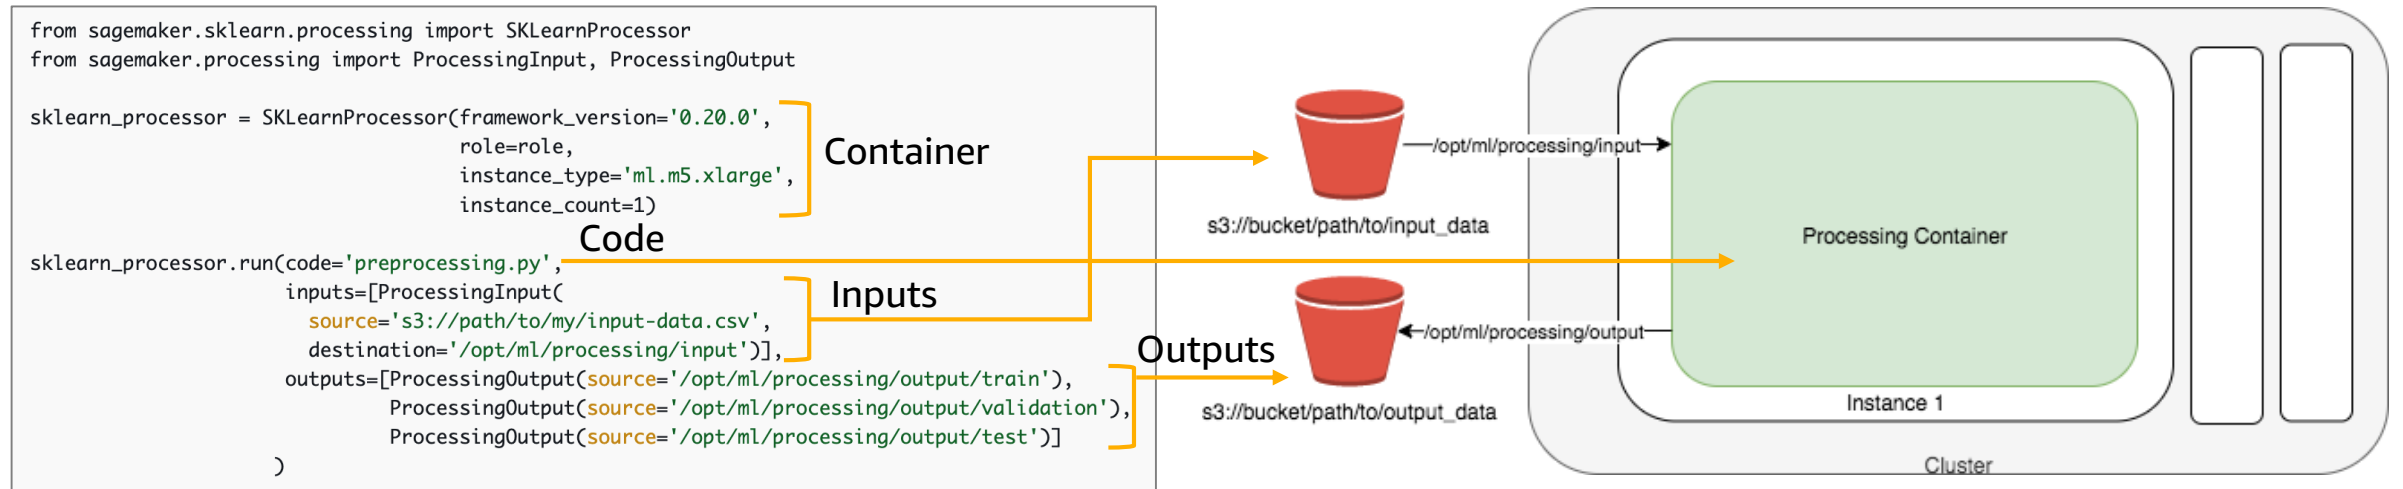 from sagemaker.sklearn.processing import SKLearnProcessor
from sagemaker.processing import ProcessingInput, ProcessingOutput
sklearn_processor = SKLearnProcessor(framework_version='0.20.0',
role=role,
instance_type='ml.m5.xlarge',
instance_count=1)
Container
Code
sklearn_processor.run(code='preprocessing.py',
inputs=[ProcessingInput(
source='s3://path/to/my/input-data.csv',
destination='/opt/ml/processing/input')],
Inputs
outputs=[ProcessingOutput(source='/opt/ml/processing/output/train'),
ProcessingOutput(source='/opt/ml/processing/output/validation'),
ProcessingOutput(source='/opt/ml/processing/output/test')]
)
Outputs
/opt/ml/processing/input
s3://bucket/path/to/input_data
Processing Container
/opt/ml/processing/output
s3://bucket/path/to/output_data
Instance 1
Cluster